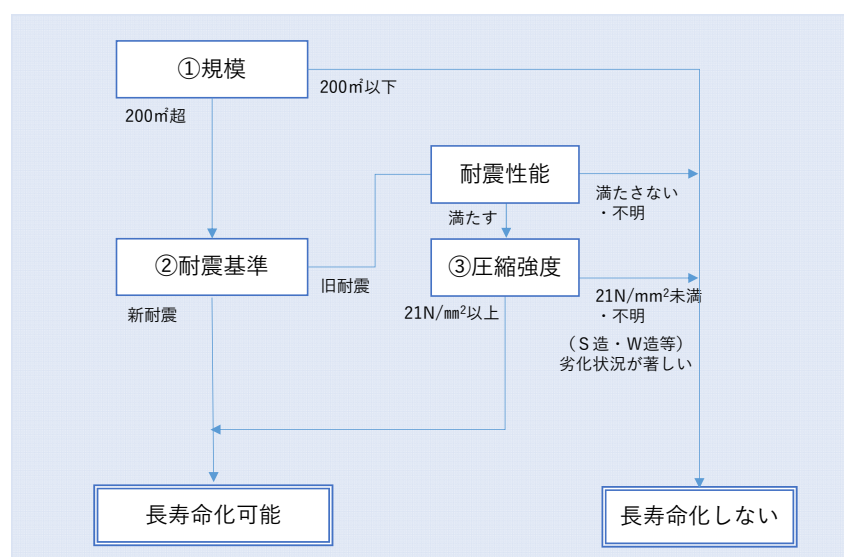 ①規模
200㎡以下
200㎡超
耐震性能
満たさない
・不明
満たす
②耐震基準
③圧縮強度
旧耐震
新耐震
21N/㎜²以上
21N/mm²未満
・不明
（S造・W造等）
劣化状況が著しい
長寿命化可能
長寿命化しない